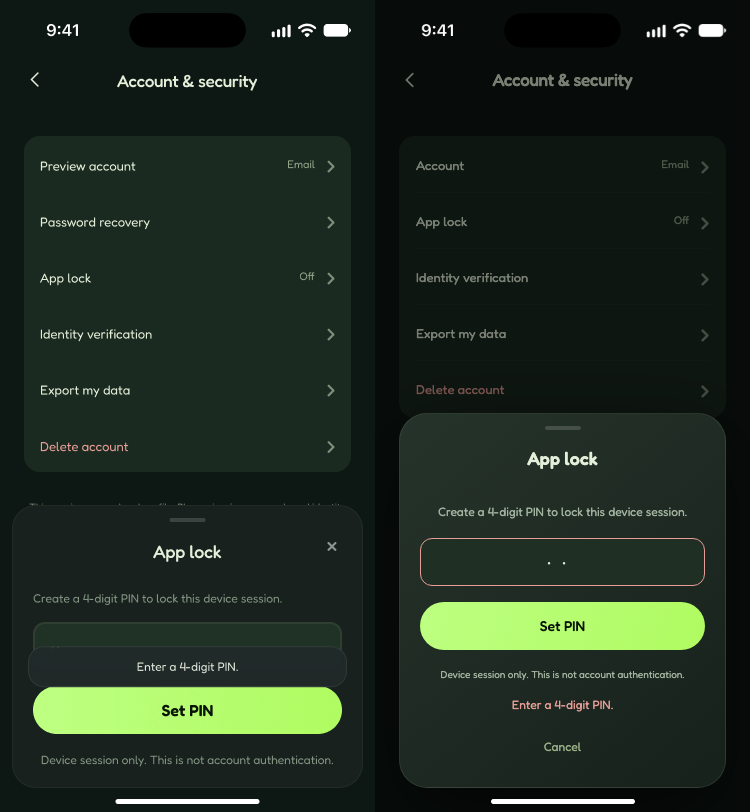 9:41
Account & security
Preview account
Email
Password recovery
App lock
Off
Identity verification
Export my data
Delete account
App lock
×
Create a 4-digit PIN to lock this device session.
Enter a 4-digit PIN.
Set PIN
Device session only. This is not account authentication.
9:41
Account & security
Account
Email
App lock
Off
Identity verification
Export my data
Delete account
App lock
Create a 4-digit PIN to lock this device session.
Set PIN
Device session only. This is not account authentication.
Enter a 4-digit PIN.
Cancel